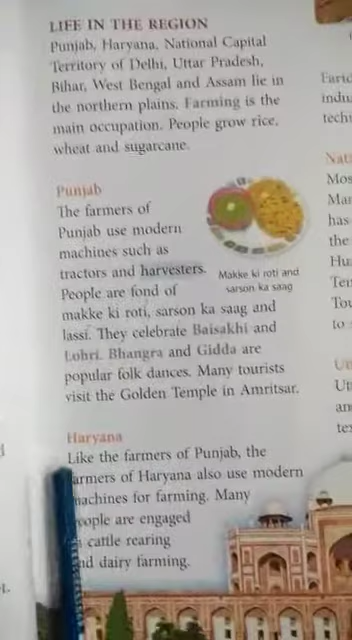 LIFE IN THE REGION
Punjab, Haryana, National Capital
Territory of Delhi, Uttar Pradesh,
Bihar, West Bengal and Assam lie in
the northern plains. Farming is the
main occupation. People grow rice,
wheat and sugarcane.
Punjab
The farmers of
Punjab use modern
machines such as
tractors and harvesters.
People are fond of
makke ki roti, sarson ka saag and
lassi. They celebrate Baisakhi and
Lohri. Bhangra and Gidda are
popular folk dances. Many tourists
visit the Golden Temple in Amritsar.
Makke ki roti and
sarson ka saag
Haryana
Like the farmers of Punjab, the
armers of Haryana also use modern
machines for farming. Many
ople are engaged
cattle rearing
nd dairy farming.
Mos
has
the
to